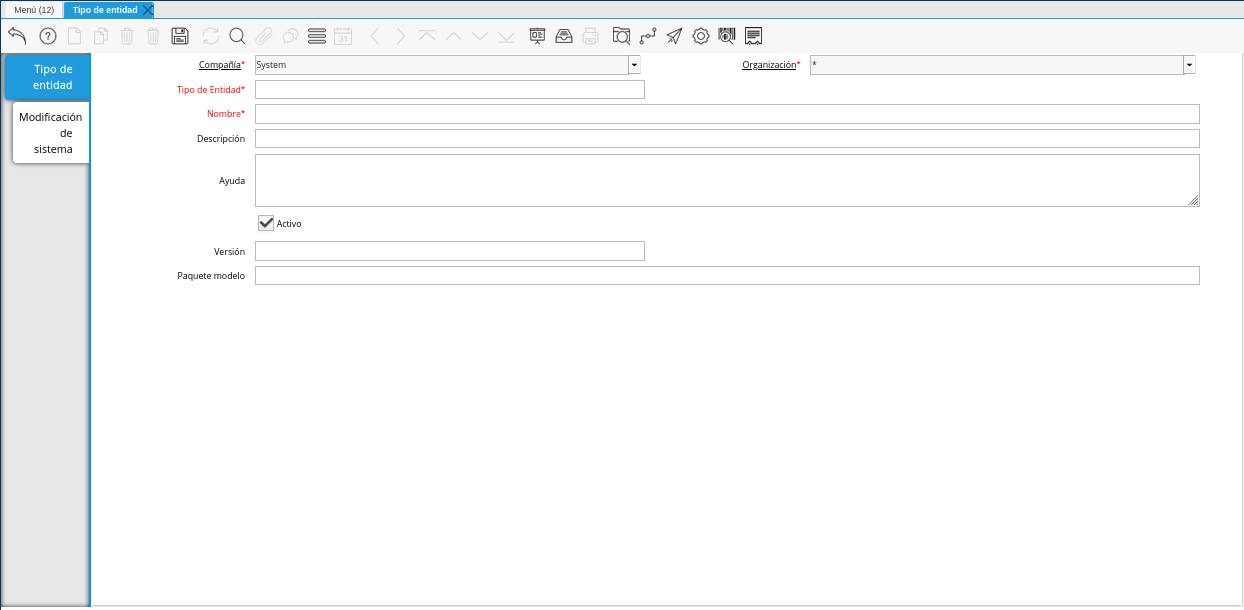 Menú (12)
Tipo de entidad
?
31
Tipo de
entidad
Modificación
de
sistema
Compañía*
System
Organización*
*
Tipo de Entidad*
Nombre*
Descripción
Ayuda
Activo
Versión
Paquete modelo